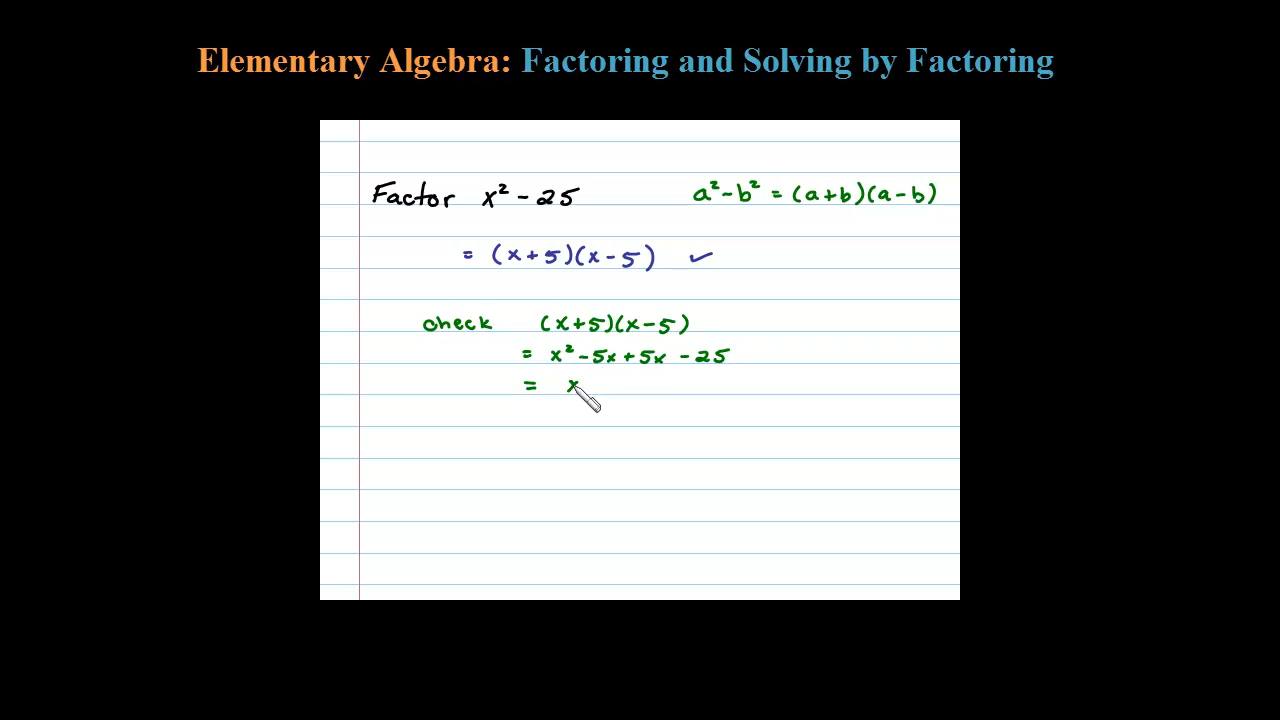 Elementary Algebra: Factoring and Solving by Factoring
Factor x² - 25
a² - b² = (a+b)(a-b)
= (x+5)(x-5) ✓
check (x+5)(x-5)
= x² - 5x + 5x - 25
= x